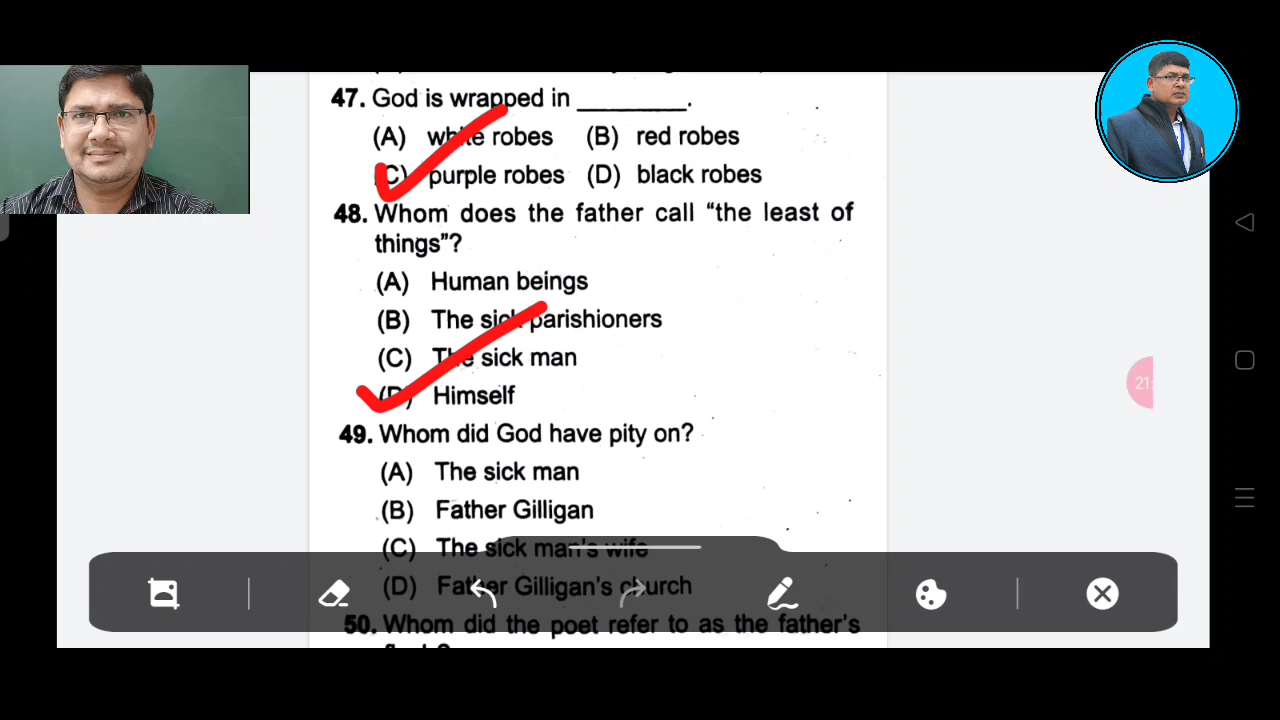 47. God is wrapped in ________.
(A) white robes (B) red robes
(C) purple robes (D) black robes
48. Whom does the father call “the least of
things”?
(A) Human beings
(B) The sick parishioners
(C) The sick man
(D) Himself
49. Whom did God have pity on?
(A) The sick man
(B) Father Gilligan
(C) The sick man's wife
(D) Father Gilligan's church
50. Whom did the poet refer to as the father's
21: